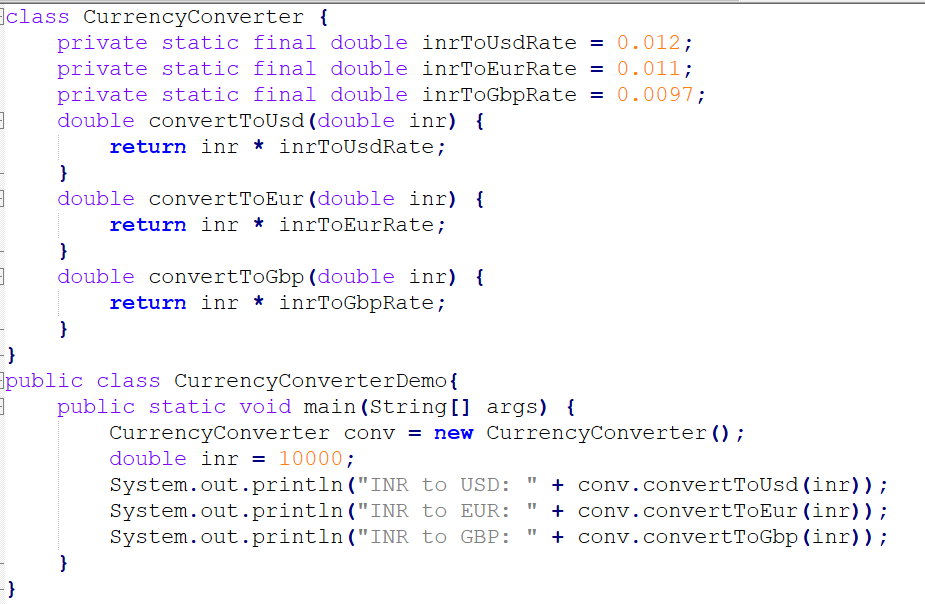 class CurrencyConverter {
    private static final double inrToUsdRate = 0.012;
    private static final double inrToEurRate = 0.011;
    private static final double inrToGbpRate = 0.0097;
    double convertToUsd(double inr) {
        return inr * inrToUsdRate;
    }
    double convertToEur(double inr) {
        return inr * inrToEurRate;
    }
    double convertToGbp(double inr) {
        return inr * inrToGbpRate;
    }
}
public class CurrencyConverterDemo{
    public static void main(String[] args) {
        CurrencyConverter conv = new CurrencyConverter();
        double inr = 10000;
        System.out.println("INR to USD: " + conv.convertToUsd(inr));
        System.out.println("INR to EUR: " + conv.convertToEur(inr));
        System.out.println("INR to GBP: " + conv.convertToGbp(inr));
    }
}